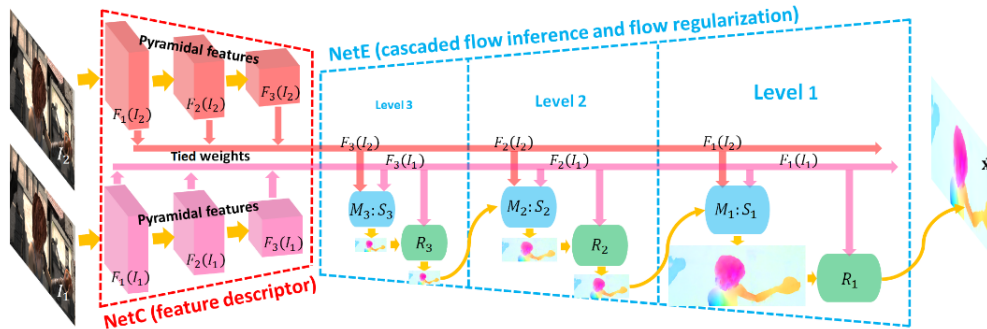 NetE (cascaded flow inference and flow regularization)
Pyramidal features
F₁(I₂)
F₂(I₂)
F₃(I₂)
I₂
Level 3
Level 2
Level 1
Tied weights
F₃(I₂)
F₃(I₁)
F₂(I₂)
F₂(I₁)
F₁(I₂)
F₁(I₁)
ẋ
Pyramidal features
F₁(I₁)
F₂(I₁)
F₃(I₁)
I₁
M₃: S₃
R₃
M₂: S₂
R₂
M₁: S₁
R₁
NetC (feature descriptor)